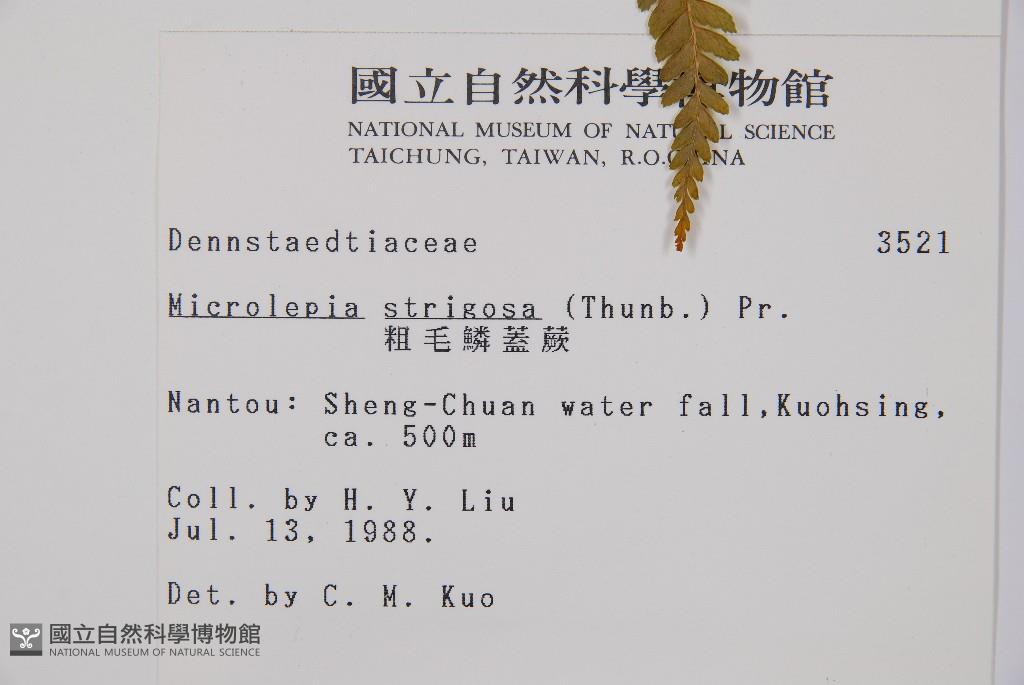 國立自然科學物館
NATIONAL MUSEUM OF SCIENCE
TAICHUNG, TAIWAN,
Dennstaedtiaceae 3521
Microlepia strigosa (Thunb.) Pr.
粗毛鱗蓋蕨
Nantou: Sheng-Chuan water fall,Kuohsing,
ca. 500m
Coll. by H. Y. Liu
Jul. 13, 1988.
Det. by C. M. Kuo
國立自然科學博物館
NATIONAL MUSEUM OF NATURAL SCIENCE